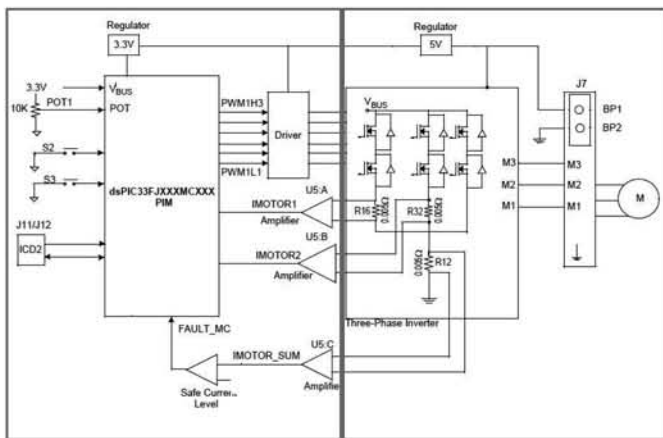 Regulator
3.3V
Regulator
5V
3.3V
10K
POT1
VBUS
POT
S2
S3
dsPIC33FJXXXMCXXX
PIM
J11/J12
ICD2
PWM1H3
PWM1L1
Driver
IMOTOR1
U5:A
Amplifier
IMOTOR2
U5:B
Amplifier
FAULT_MC
IMOTOR_SUM
U5:C
Amplifie
Safe Curre
Level
VBUS
R16
0.005Ω
R32
0.005Ω
0.005Ω
R12
Three-Phase Inverter
M3
M2
M1
J7
BP1
BP2
M3
M2
M1
M